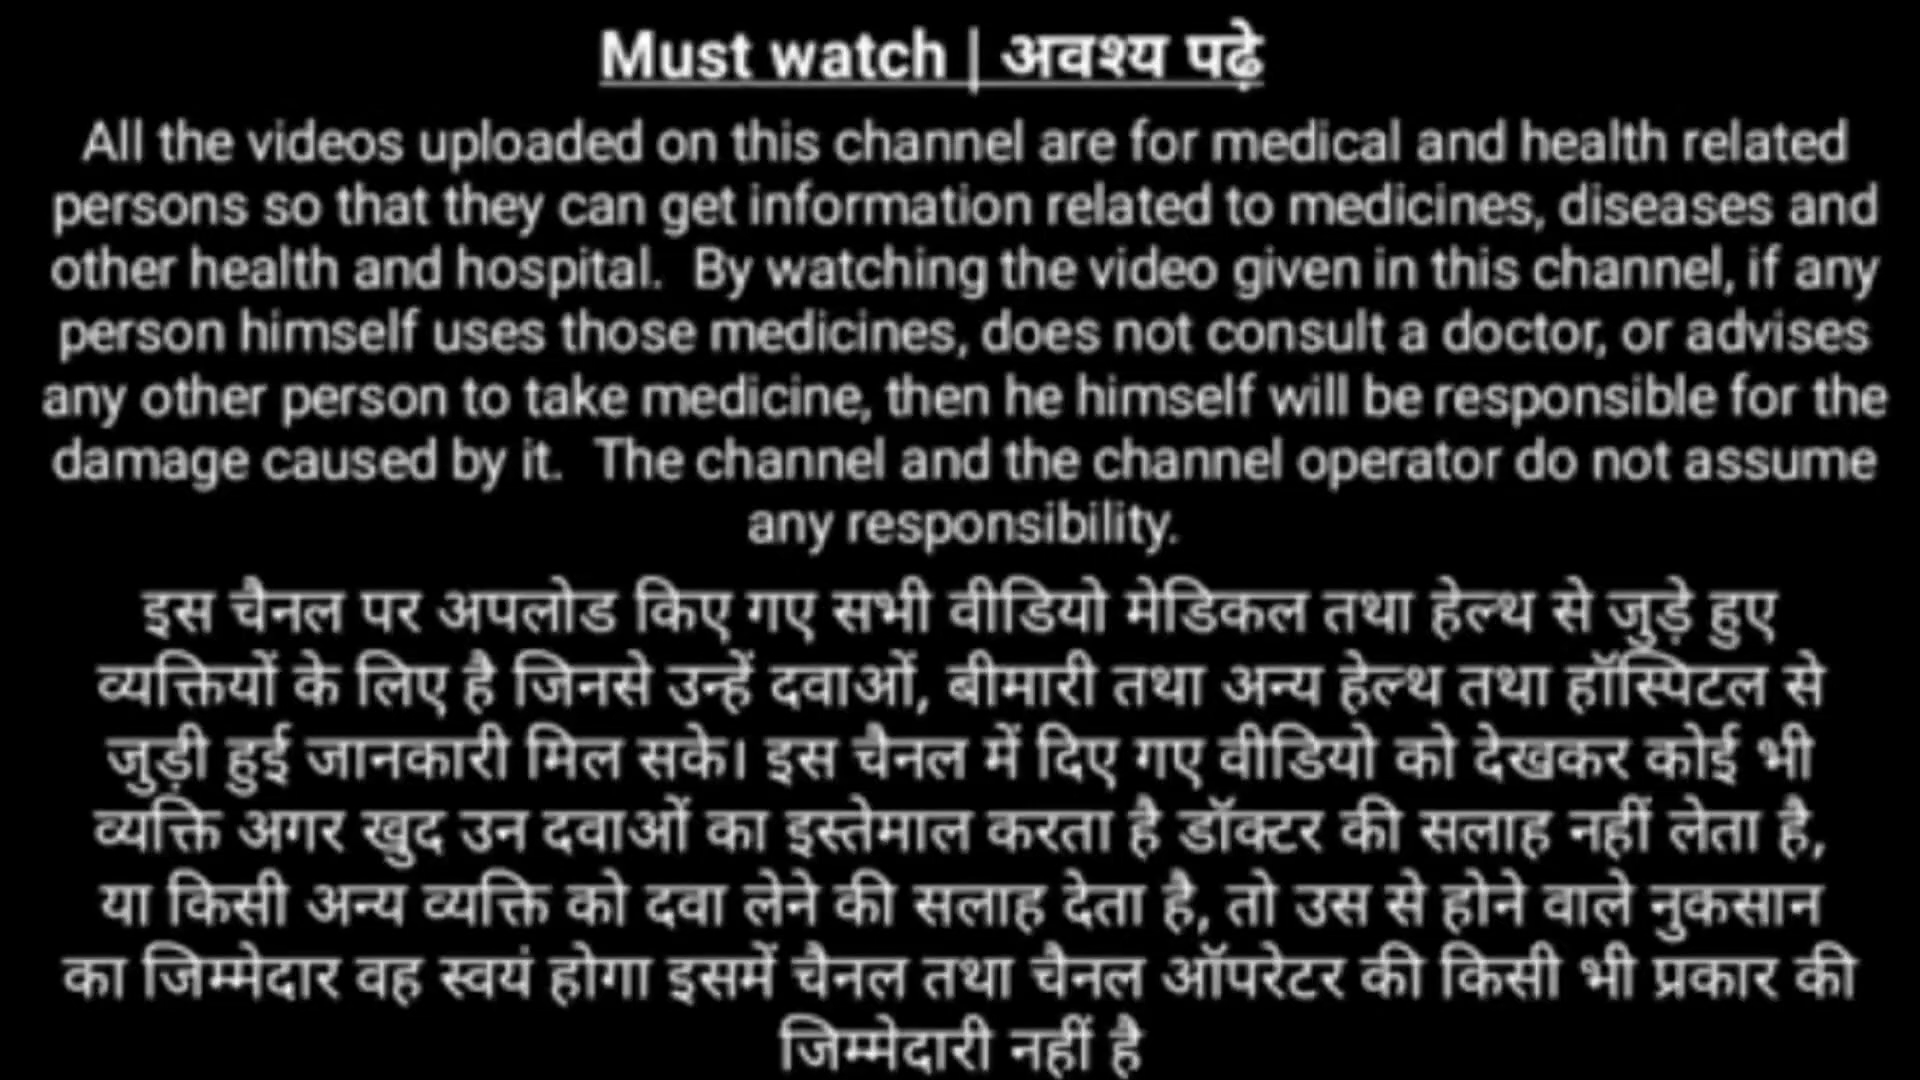 Must watch | अवश्य पढ़े
All the videos uploaded on this channel are for medical and health related
persons so that they can get information related to medicines, diseases and
other health and hospital. By watching the video given in this channel, if any
person himself uses those medicines, does not consult a doctor, or advises
any other person to take medicine, then he himself will be responsible for the
damage caused by it. The channel and the channel operator do not assume
any responsibility.
इस चैनल पर अपलोड किए गए सभी वीडियो मेडिकल तथा हेल्थ से जुड़े हुए
व्यक्तियों के लिए है जिनसे उन्हें दवाओं, बीमारी तथा अन्य हेल्थ तथा हॉस्पिटल से
जुड़ी हुई जानकारी मिल सके। इस चैनल में दिए गए वीडियो को देखकर कोई भी
व्यक्ति अगर खुद उन दवाओं का इस्तेमाल करता है डॉक्टर की सलाह नहीं लेता है,
या किसी अन्य व्यक्ति को दवा लेने की सलाह देता है, तो उस से होने वाले नुकसान
का जिम्मेदार वह स्वयं होगा इसमें चैनल तथा चैनल ऑपरेटर की किसी भी प्रकार की
जिम्मेदारी नहीं है